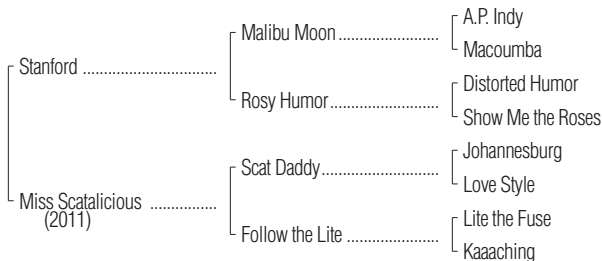 A.P. Indy
Malibu Moon ........................
Macoumba
Stanford ................................
Distorted Humor
Rosy Humor..........................
Show Me the Roses
Johannesburg
Scat Daddy............................
Love Style
Miss Scatalicious ................
(2011)
Lite the Fuse
Follow the Lite ......................
Kaaaching